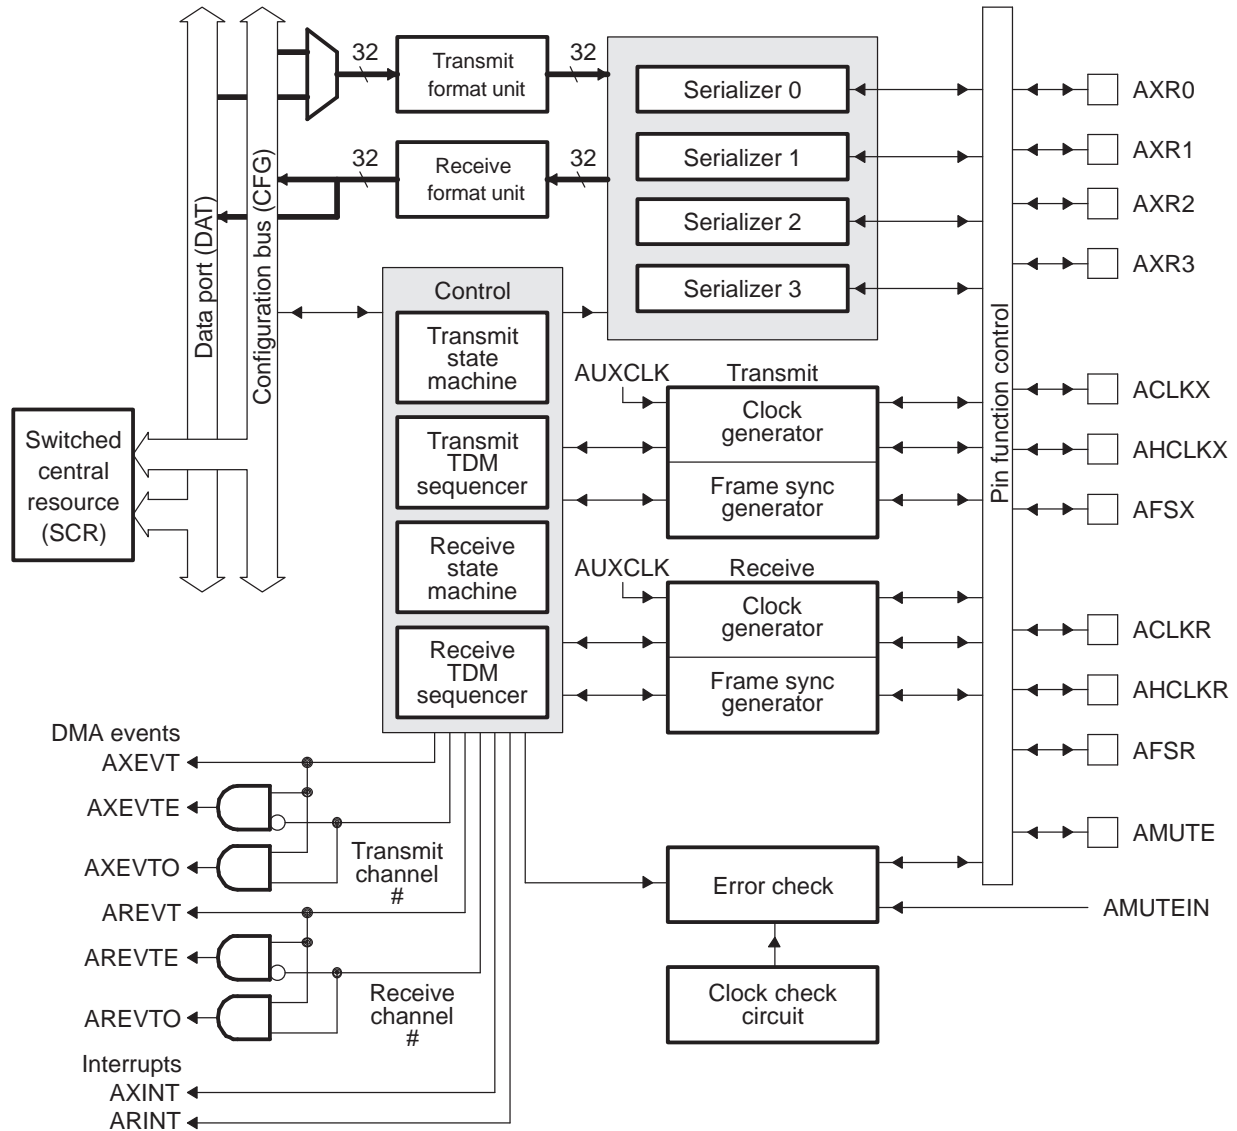 32
Transmit
format unit
32
32
Receive
format unit
32
Data port (DAT)
Configuration bus (CFG)
Serializer 0
Serializer 1
Serializer 2
Serializer 3
Pin function control
AXR0
AXR1
AXR2
AXR3
ACLKX
AHCLKX
AFSX
ACLKR
AHCLKR
AFSR
AMUTE
AMUTEIN
Switched
central
resource
(SCR)
Control
Transmit
state
machine
Transmit
TDM
sequencer
Receive
state
machine
Receive
TDM
sequencer
AUXCLK
Transmit
Clock
generator
Frame sync
generator
AUXCLK
Receive
Clock
generator
Frame sync
generator
DMA events
AXEVT
AXEVTE
AXEVTO
Transmit
channel
#
AREVT
AREVTE
AREVTO
Receive
channel
#
Interrupts
AXINT
ARINT
Error check
Clock check
circuit